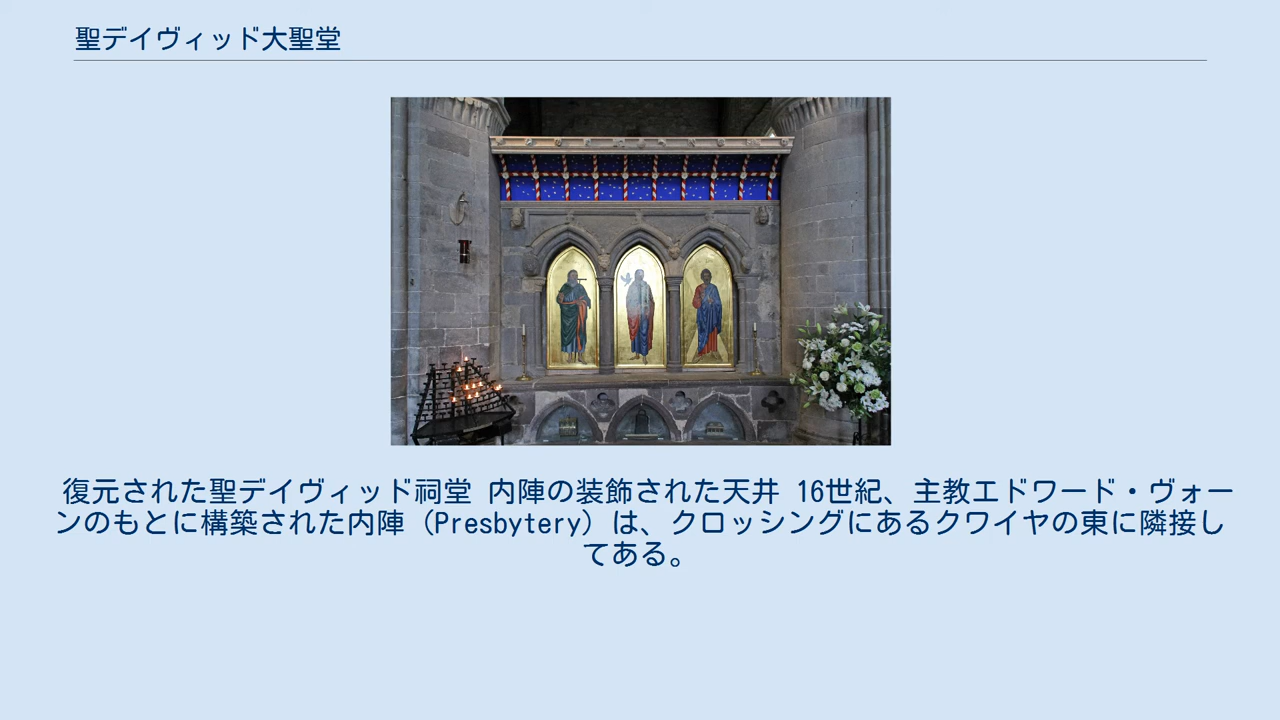 聖デイヴィッド大聖堂
復元された聖デイヴィッド祠堂 内陣の装飾された天井 16世紀、主教エドワード・ヴォー
ンのもとに構築された内陣（Presbytery）は、クロッシングにあるクワイヤの東に隣接し
てある。